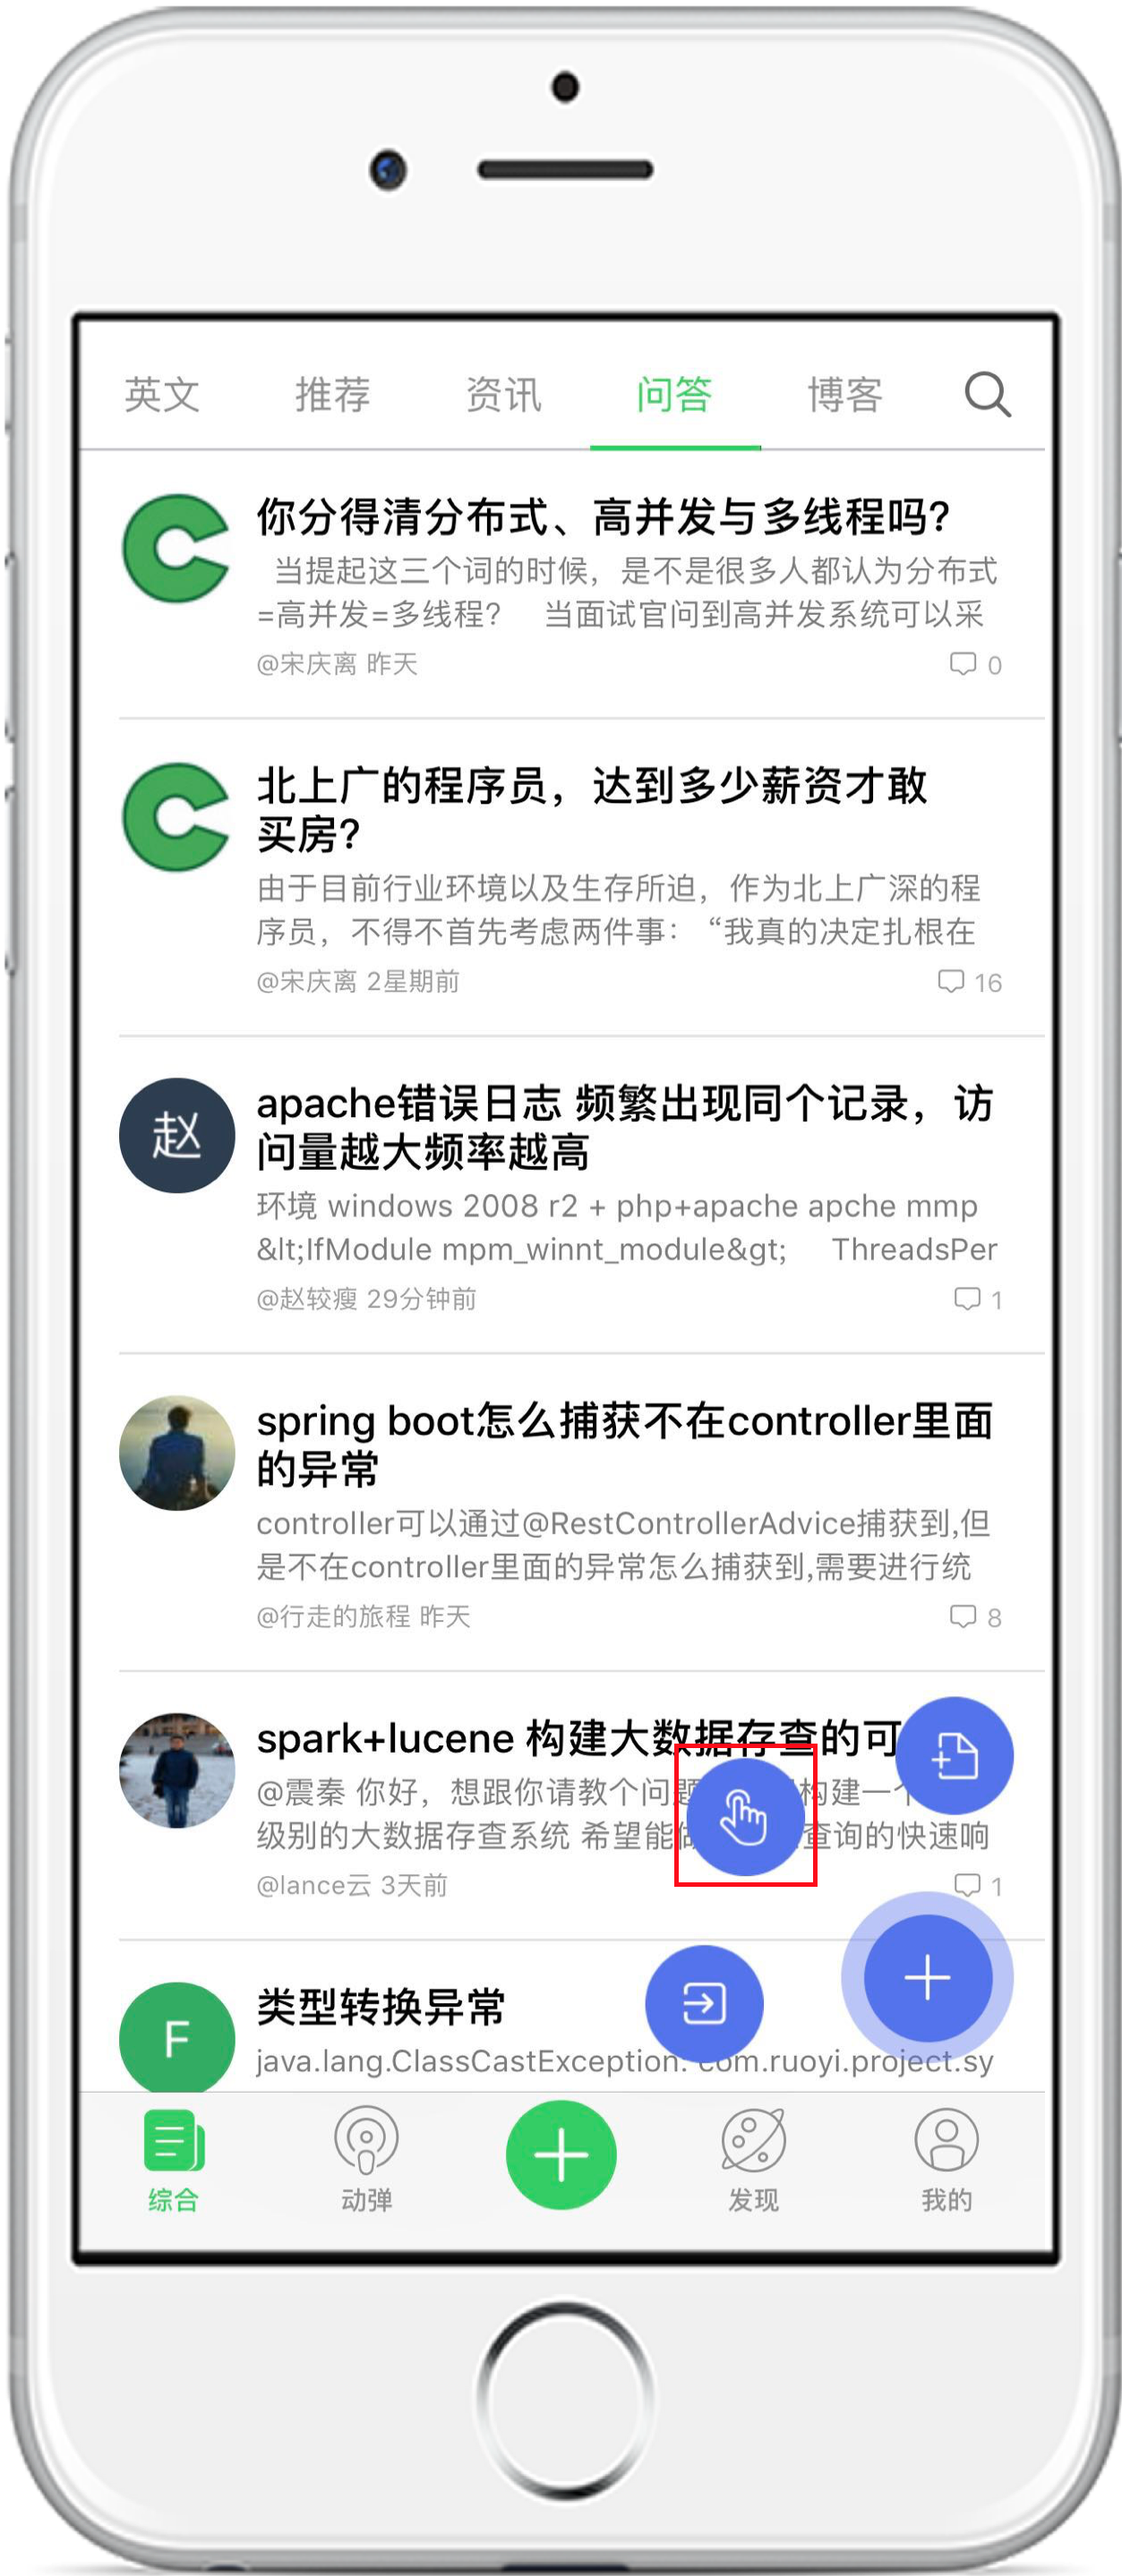 英文 推荐 资讯 问答 博客
C
你分得清分布式、高并发与多线程吗?
当提起这三个词的时候，是不是很多人都认为分布式
=高并发=多线程? 当面试官问到高并发系统可以采
@宋庆离 昨天 0
C
北上广的程序员，达到多少薪资才敢
买房?
由于目前行业环境以及生存所迫，作为北上广深的程
序员，不得不首先考虑两件事：“我真的决定扎根在
@宋庆离 2星期前 16
赵
apache错误日志 频繁出现同个记录，访
问量越大频率越高
环境 windows 2008 r2 + php+apache apche mmp
&lt;IfModule mpm_winnt_module&gt; ThreadsPer
@赵较瘦 29分钟前 1
spring boot怎么捕获不在controller里面
的异常
controller可以通过@RestControllerAdvice捕获到,但
是不在controller里面的异常怎么捕获到,需要进行统
@行走的旅程 昨天 8
spark+lucene 构建大数据存查的可
@震秦 你好，想跟你请教个问题 构建一个
级别的大数据存查系统 希望能 查询的快速响
@lance云 3天前 1
F
类型转换异常
java.lang.ClassCastException: com.ruoyi.project.sy
综合 动弹 发现 我的